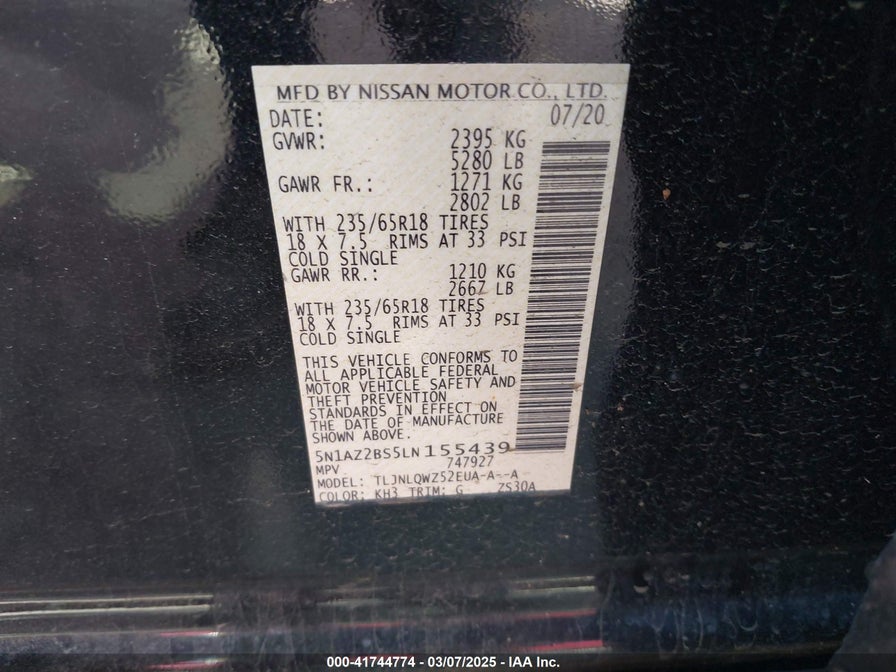 MFD BY NISSAN MOTOR CO., LTD.
DATE: 07/20
GVWR: 2395 KG
5280 LB
GAWR FR.: 1271 KG
2802 LB
WITH 235/65R18 TIRES
18 X 7.5 RIMS AT 33 PSI
COLD SINGLE
GAWR RR.: 1210 KG
2667 LB
WITH 235/65R18 TIRES
18 X 7.5 RIMS AT 33 PSI
COLD SINGLE
THIS VEHICLE CONFORMS TO
ALL APPLICABLE FEDERAL
MOTOR VEHICLE SAFETY AND
THEFT PREVENTION
STANDARDS IN EFFECT ON
THE DATE OF MANUFACTURE
SHOWN ABOVE.
5N1AZ2BS5LN155439
MPV 747927
MODEL: TLJNLQWZ52EUA-A--A
COLOR: KH3 TRIM: G Z530A
000-41744774 - 03/07/2025 - IAA Inc.